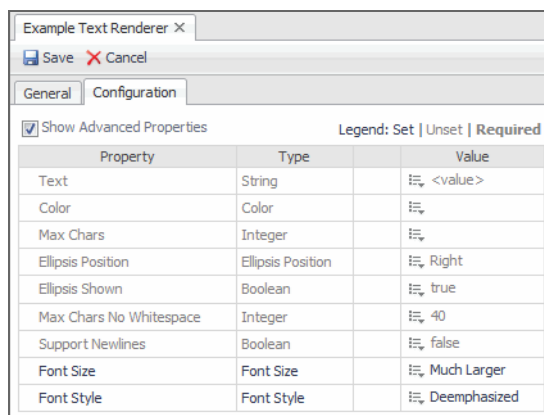 Example Text Renderer
Save Cancel
General Configuration
Show Advanced Properties Legend: Set | Unset | Required
Property Type Value
Text String <value>
Color Color
Max Chars Integer
Ellipsis Position Ellipsis Position Right
Ellipsis Shown Boolean true
Max Chars No Whitespace Integer 40
Support Newlines Boolean false
Font Size Font Size Much Larger
Font Style Font Style Deemphasized